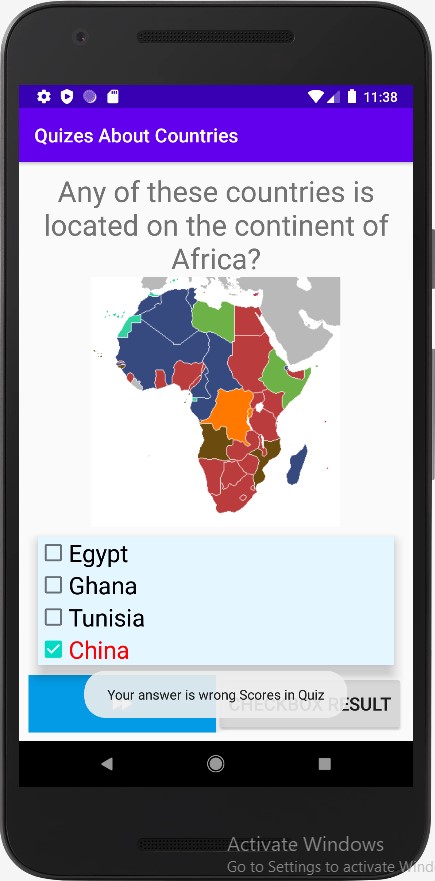 11:38
Quizes About Countries
Any of these countries is
located on the continent of
Africa?
Egypt
Ghana
Tunisia
China
Your answer is wrong Scores in Quiz
CHECKBOX RESULT
Activate Windows
Go to Settings to activate Wind